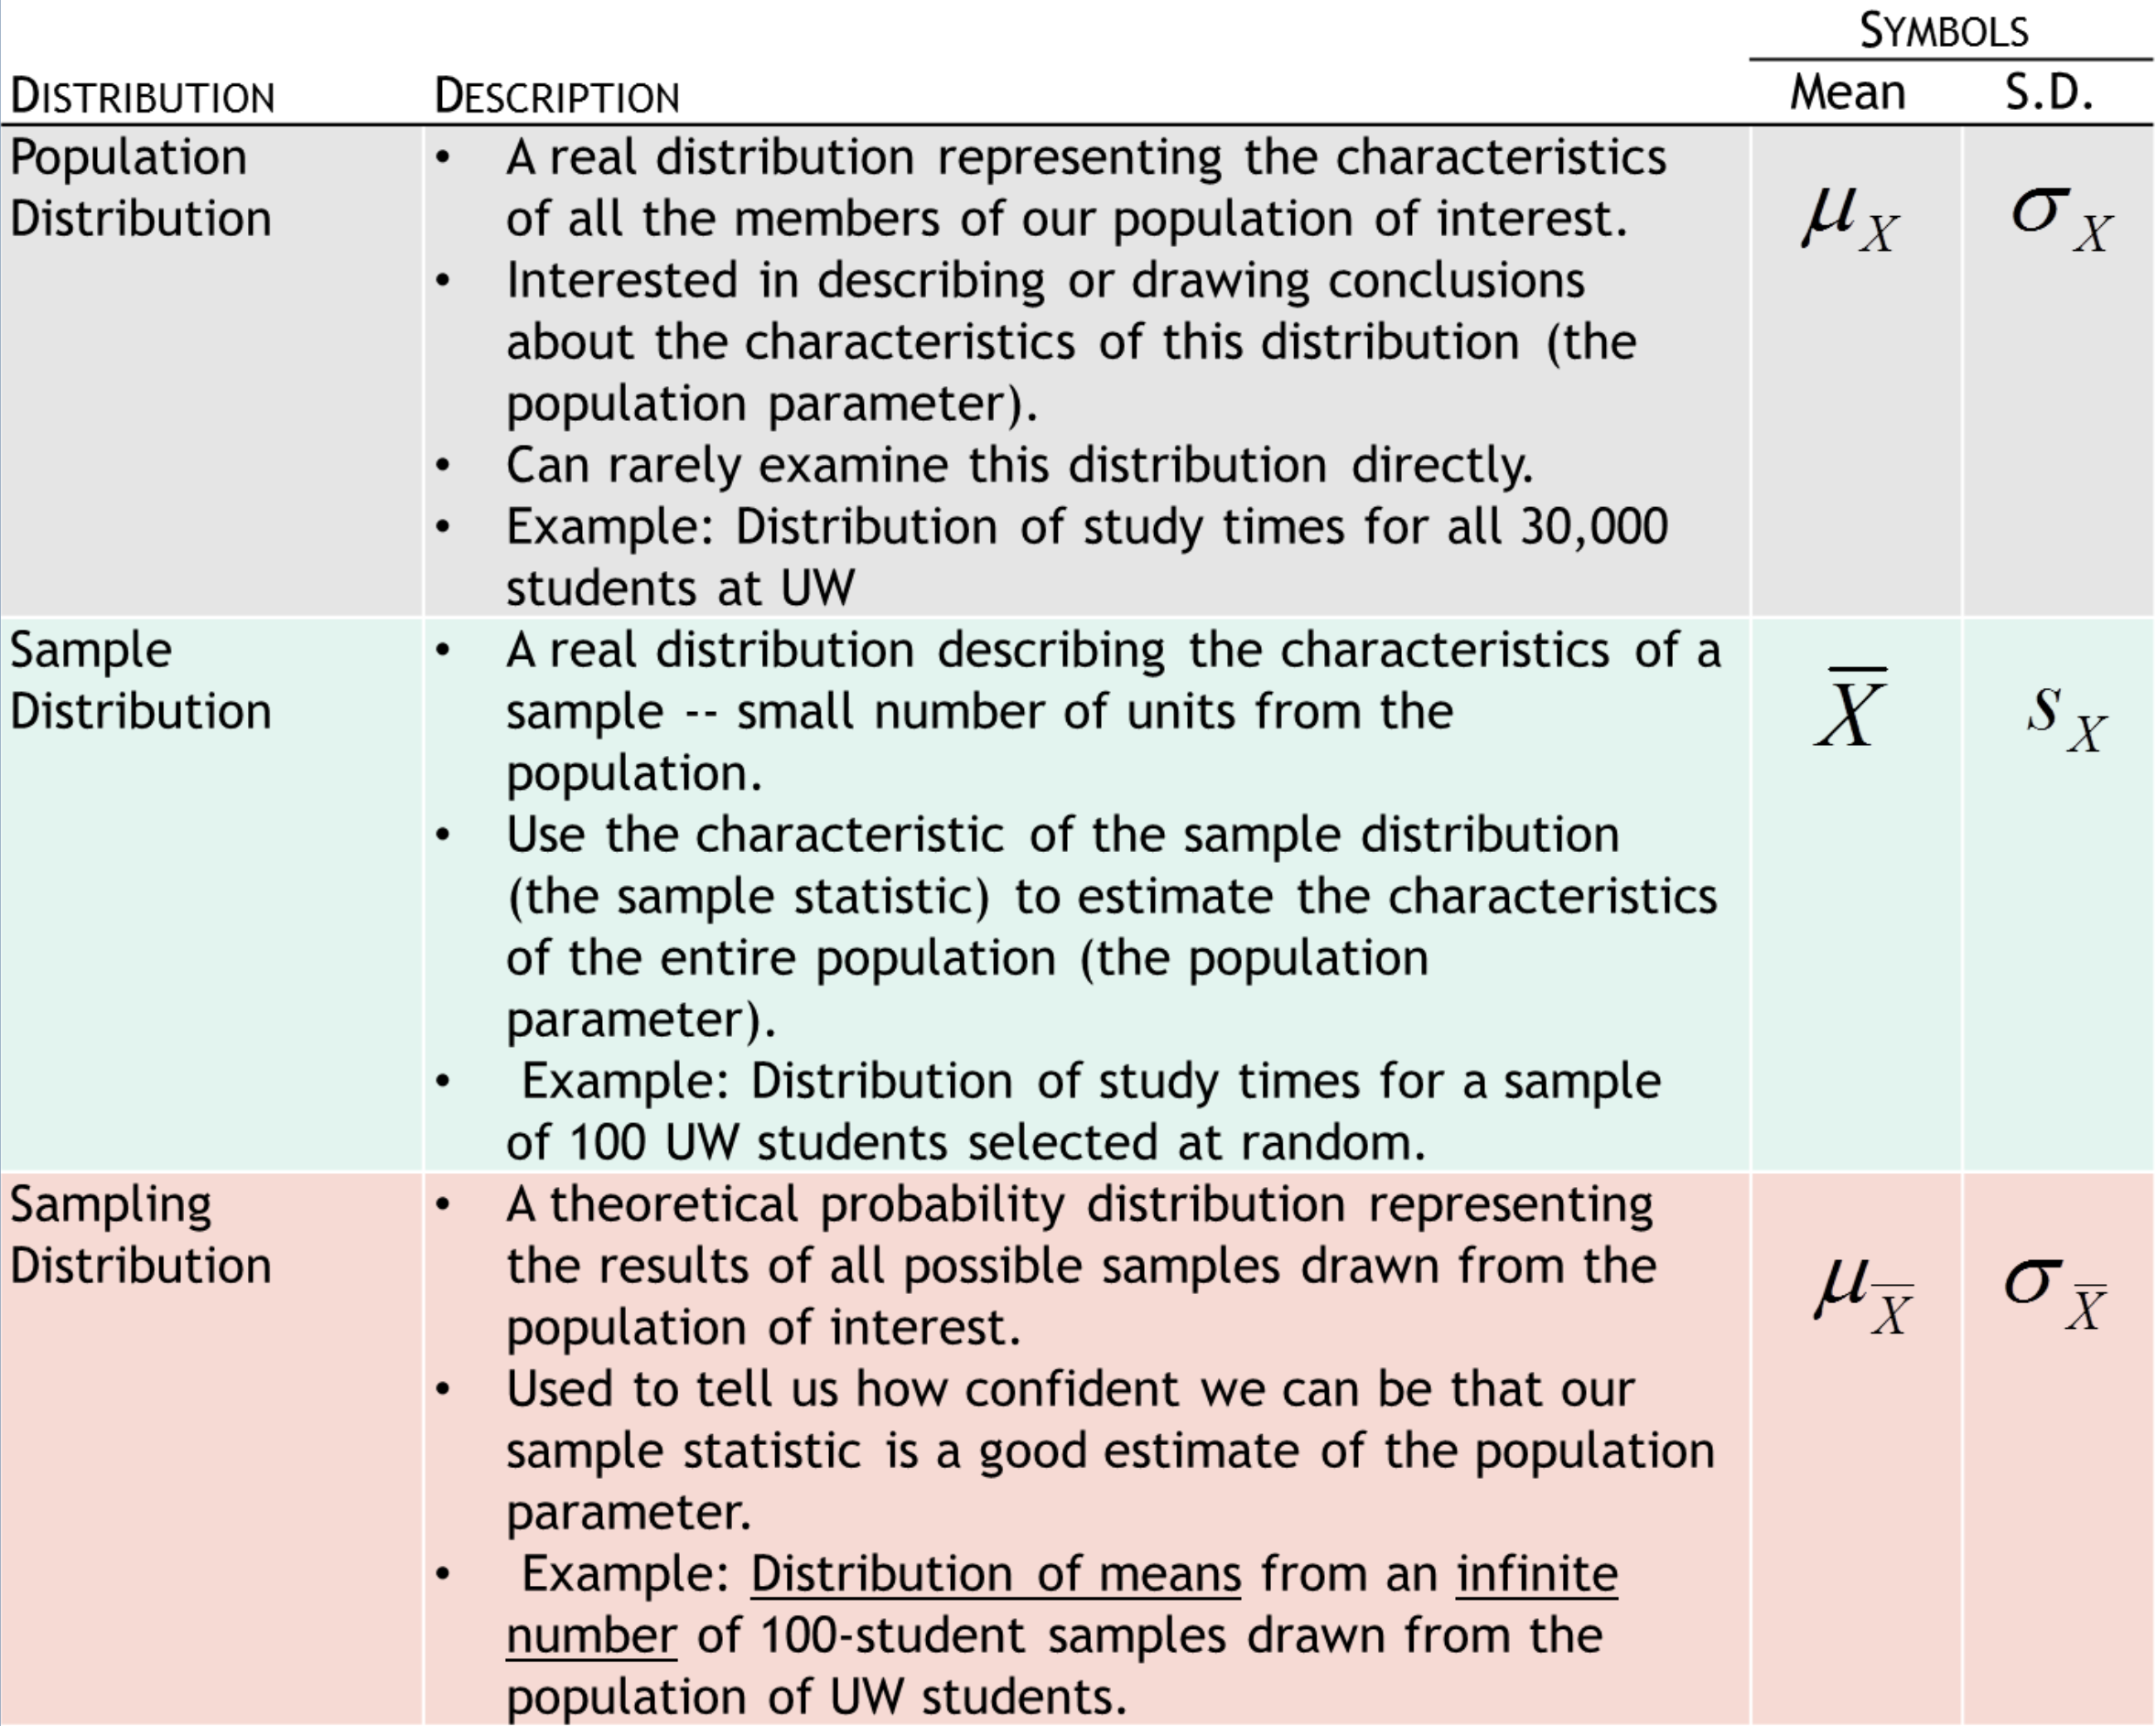 SYMBOLS
DISTRIBUTION DESCRIPTION Mean S.D.
Population
Distribution
• A real distribution representing the characteristics
of all the members of our population of interest.
• Interested in describing or drawing conclusions
about the characteristics of this distribution (the
population parameter).
• Can rarely examine this distribution directly.
• Example: Distribution of study times for all 30,000
students at UW
μ_X
σ_X
Sample
Distribution
• A real distribution describing the characteristics of a
sample -- small number of units from the
population.
• Use the characteristic of the sample distribution
(the sample statistic) to estimate the characteristics
of the entire population (the population
parameter).
• Example: Distribution of study times for a sample
of 100 UW students selected at random.
X̅
s_X
Sampling
Distribution
• A theoretical probability distribution representing
the results of all possible samples drawn from the
population of interest.
• Used to tell us how confident we can be that our
sample statistic is a good estimate of the population
parameter.
• Example: Distribution of means from an infinite
number of 100-student samples drawn from the
population of UW students.
μ_X̅
σ_X̅